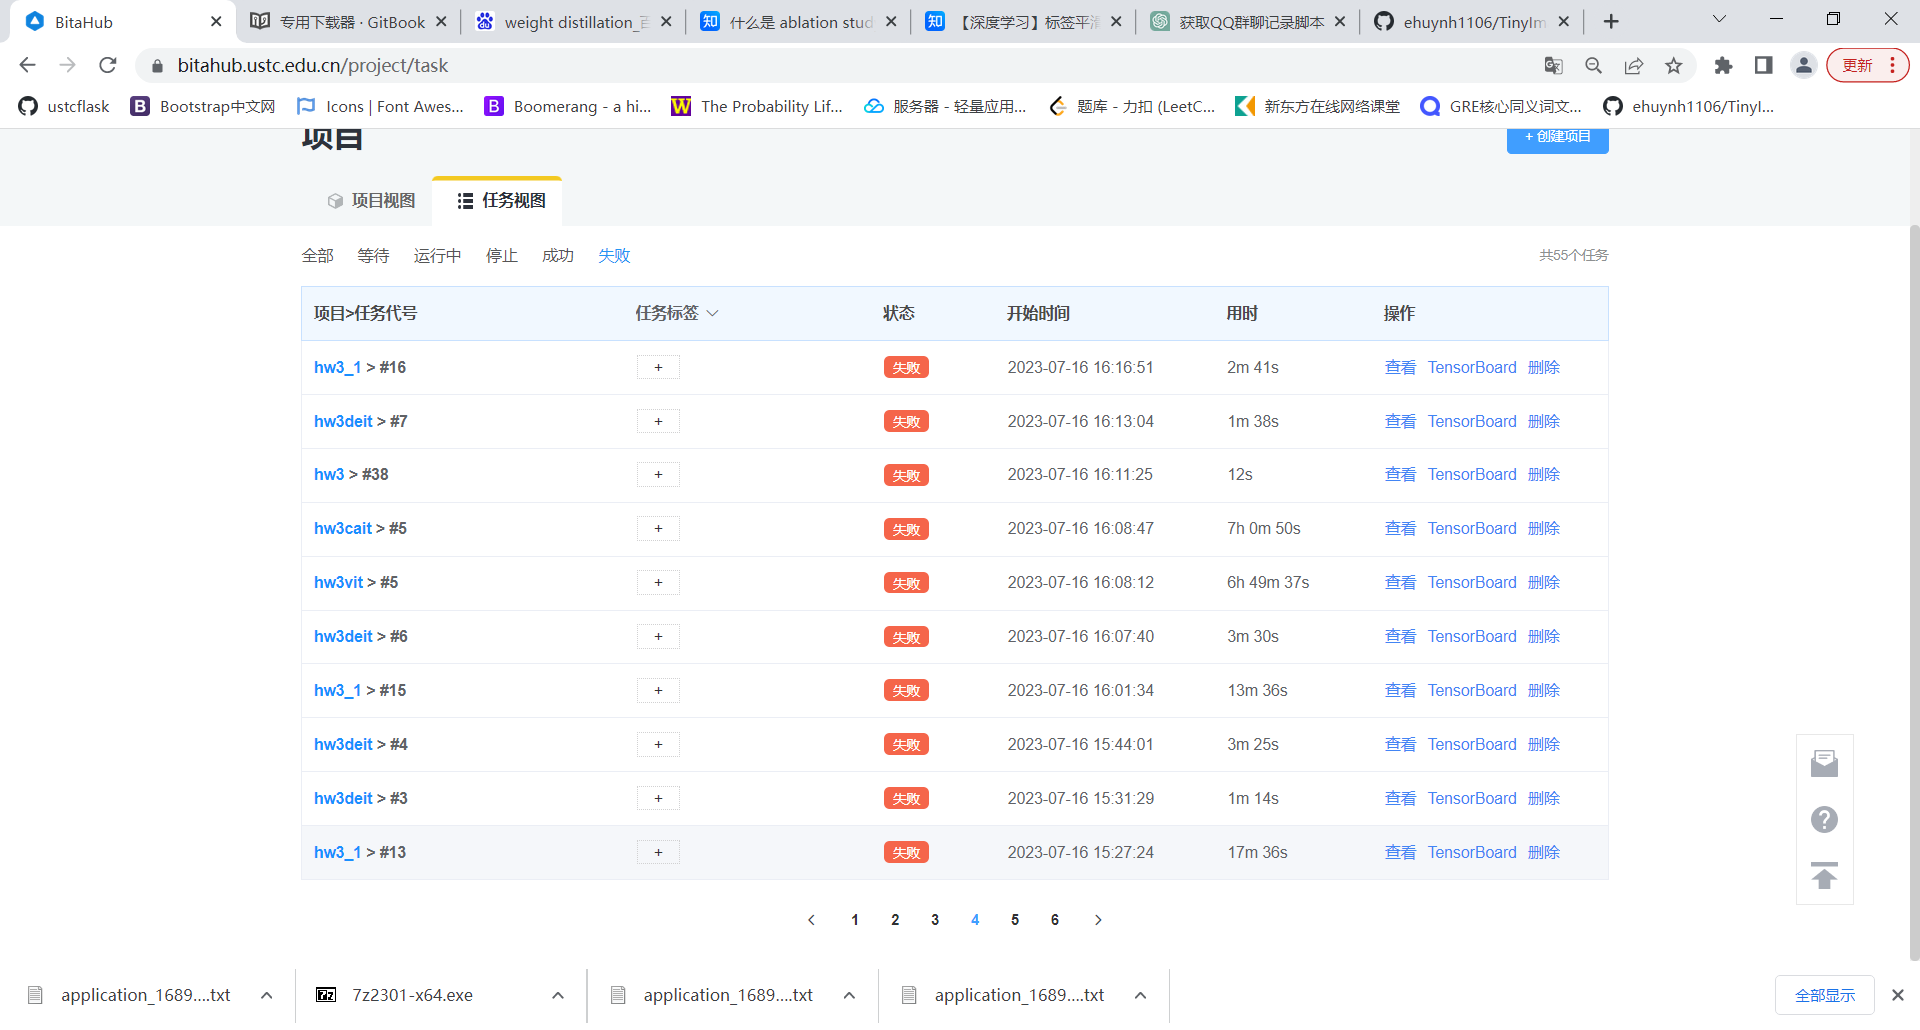 BitaHub
专用下载器 · GitBook
weight distillation_百
什么是 ablation stud
【深度学习】标签平滑
获取QQ群聊记录脚本
ehuynh1106/TinyIm
bitahub.ustc.edu.cn/project/task
更新
ustcflask
Bootstrap中文网
Icons | Font Awes...
Boomerang - a hi...
The Probability Lif...
服务器 - 轻量应用...
题库 - 力扣 (LeetC...
新东方在线网络课堂
GRE核心同义词文...
ehuynh1106/TinyI...
项目
+ 创建项目
项目视图
任务视图
全部 等待 运行中 停止 成功 失败
共55个任务
项目>任务代号 任务标签 状态 开始时间 用时 操作
hw3_1 > #16 + 失败 2023-07-16 16:16:51 2m 41s 查看 TensorBoard 删除
hw3deit > #7 + 失败 2023-07-16 16:13:04 1m 38s 查看 TensorBoard 删除
hw3 > #38 + 失败 2023-07-16 16:11:25 12s 查看 TensorBoard 删除
hw3cait > #5 + 失败 2023-07-16 16:08:47 7h 0m 50s 查看 TensorBoard 删除
hw3vit > #5 + 失败 2023-07-16 16:08:12 6h 49m 37s 查看 TensorBoard 删除
hw3deit > #6 + 失败 2023-07-16 16:07:40 3m 30s 查看 TensorBoard 删除
hw3_1 > #15 + 失败 2023-07-16 16:01:34 13m 36s 查看 TensorBoard 删除
hw3deit > #4 + 失败 2023-07-16 15:44:01 3m 25s 查看 TensorBoard 删除
hw3deit > #3 + 失败 2023-07-16 15:31:29 1m 14s 查看 TensorBoard 删除
hw3_1 > #13 + 失败 2023-07-16 15:27:24 17m 36s 查看 TensorBoard 删除
1 2 3 4 5 6
application_1689....txt
7z2301-x64.exe
application_1689....txt
application_1689....txt
全部显示